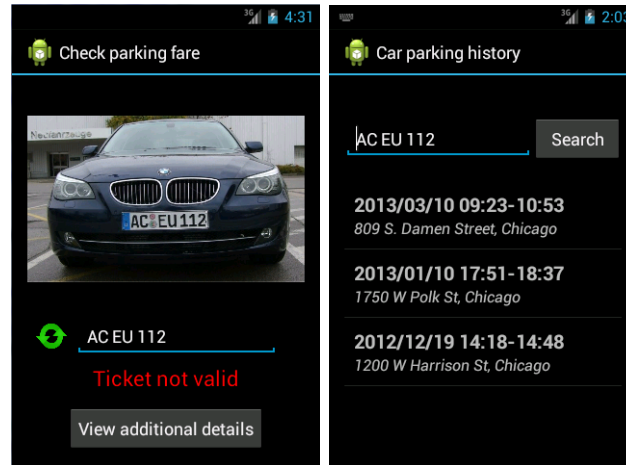 3G 4:31
Check parking fare
Neufahrzeuge
AC EU 112
AC EU 112
Ticket not valid
View additional details
3G 2:03
Car parking history
AC EU 112
Search
2013/03/10 09:23-10:53
809 S. Damen Street, Chicago
2013/01/10 17:51-18:37
1750 W Polk St, Chicago
2012/12/19 14:18-14:48
1200 W Harrison St, Chicago